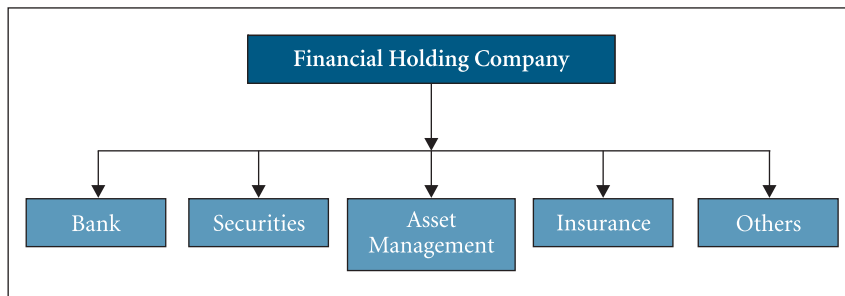 Financial Holding Company
Bank
Securities
Asset
Management
Insurance
Others